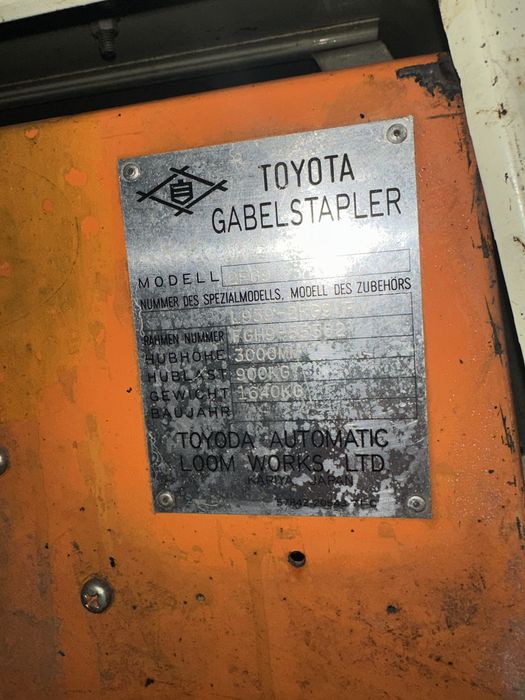 TOYOTA
GABELSTAPLER
MODELL
NUMMER DES SPEZIALMODELLS, MODELL DES ZUBEHÖRS
RAHMEN NUMMER
HUBHÖHE 3000MM
HUBLAST 900KG
GEWICHT 1640KG
BAUJAHR
TOYODA AUTOMATIC
LOOM WORKS, LTD.
KARIYA JAPAN